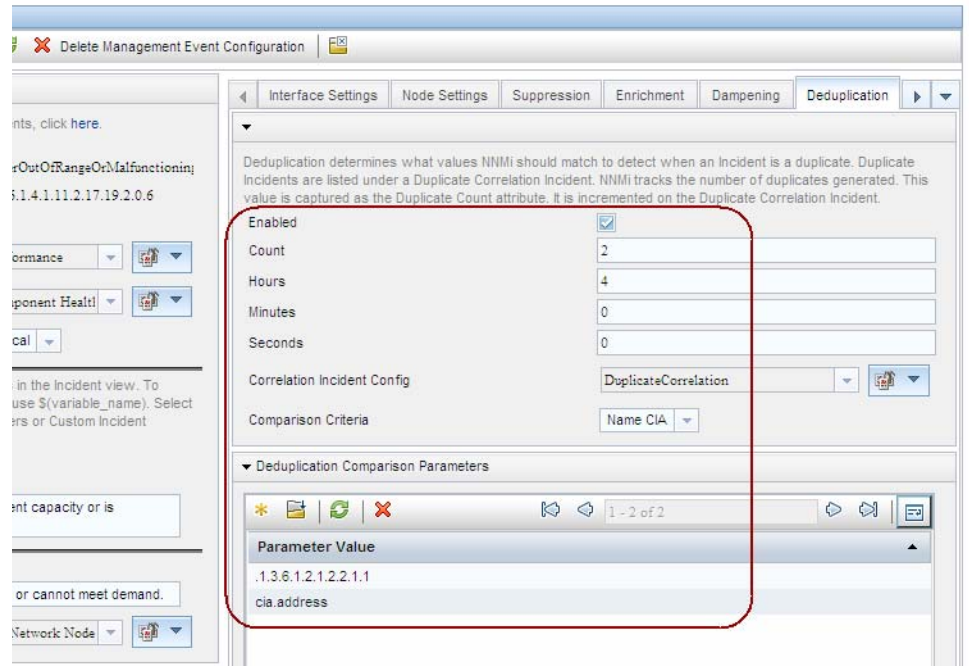 Delete Management Event Configuration
nts, click here.
rOutOfRangeOrMalfunctioning
.1.4.1.11.2.17.19.2.0.6
ormance
ponent Healtl
cal
in the Incident view. To
use $(variable_name). Select
ers or Custom Incident
ent capacity or is
or cannot meet demand.
Network Node
Interface Settings
Node Settings
Suppression
Enrichment
Dampening
Deduplication
Deduplication determines what values NNMi should match to detect when an Incident is a duplicate. Duplicate
Incidents are listed under a Duplicate Correlation Incident. NNMi tracks the number of duplicates generated. This
value is captured as the Duplicate Count attribute. It is incremented on the Duplicate Correlation Incident.
Enabled
Count 2
Hours 4
Minutes 0
Seconds 0
Correlation Incident Config DuplicateCorrelation
Comparison Criteria Name CIA
Deduplication Comparison Parameters
1 - 2 of 2
Parameter Value
.1.3.6.1.2.1.2.2.1.1
cia.address